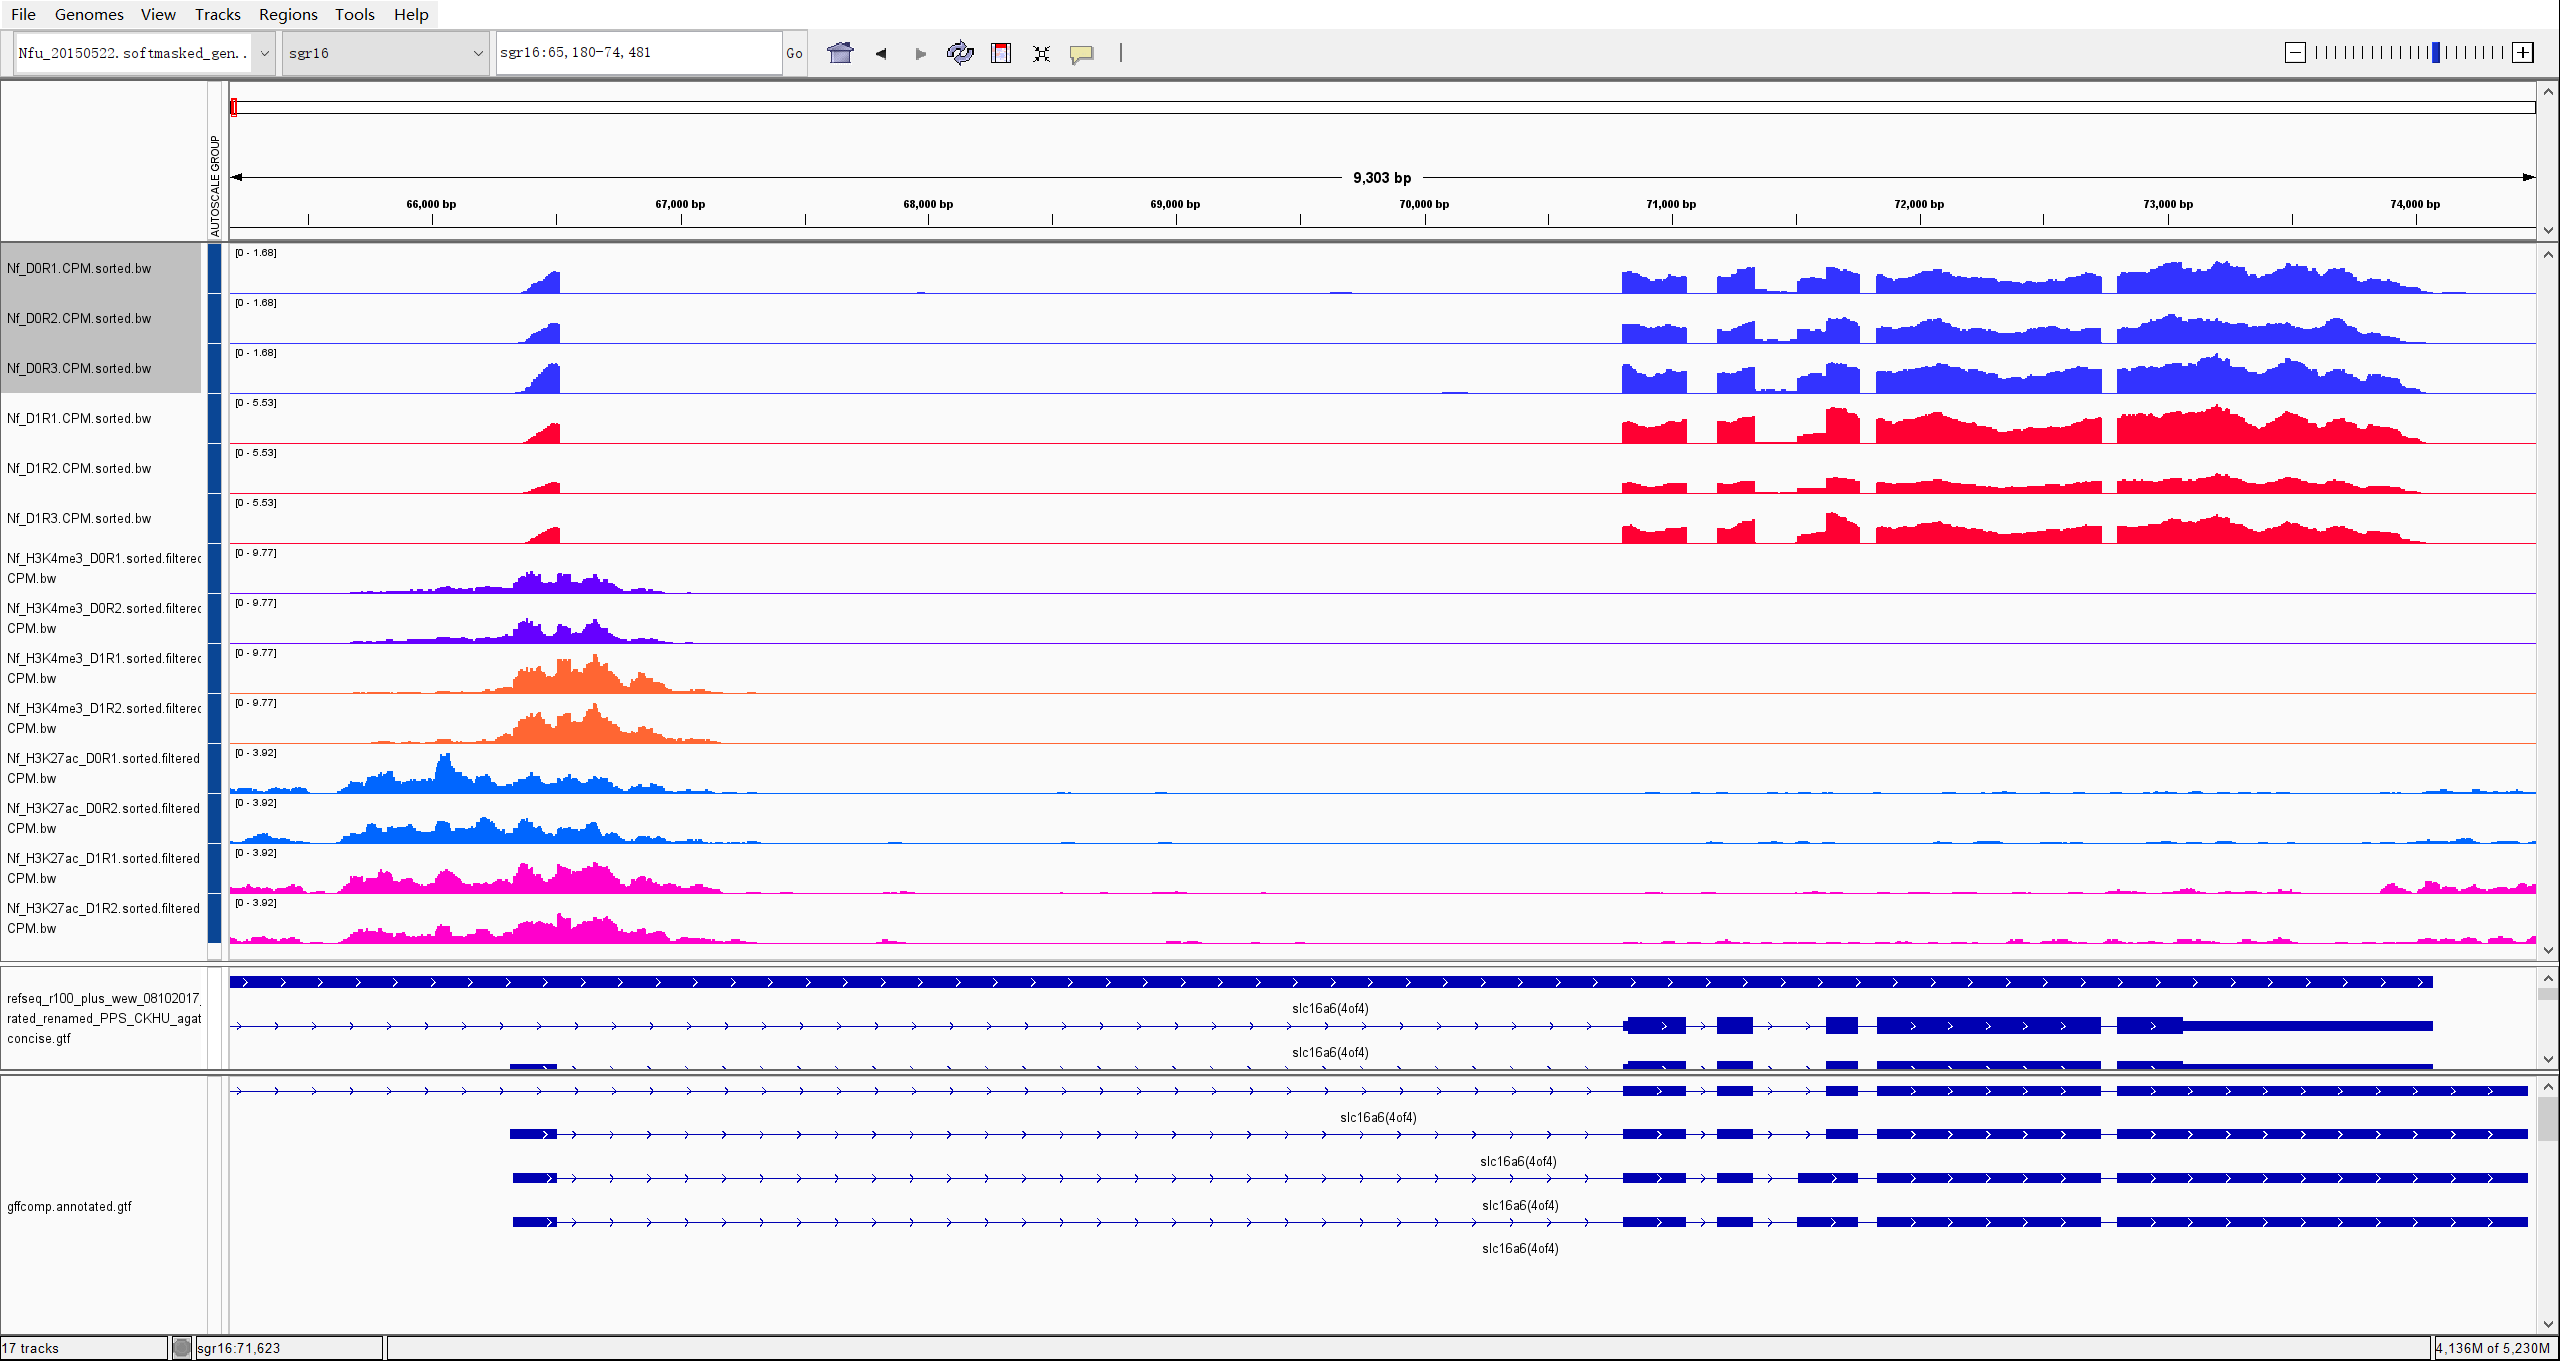 File Genomes View Tracks Regions Tools Help
Nfu_20150522.softmasked_gen.. sgr16 sgr16:65,180-74,481 Go
AUTOSCALE GROUP
9,303 bp
66,000 bp 67,000 bp 68,000 bp 69,000 bp 70,000 bp 71,000 bp 72,000 bp 73,000 bp 74,000 bp
[0 - 1.68]
Nf_D0R1.CPM.sorted.bw
[0 - 1.68]
Nf_D0R2.CPM.sorted.bw
[0 - 1.68]
Nf_D0R3.CPM.sorted.bw
[0 - 5.53]
Nf_D1R1.CPM.sorted.bw
[0 - 5.53]
Nf_D1R2.CPM.sorted.bw
[0 - 5.53]
Nf_D1R3.CPM.sorted.bw
[0 - 9.77]
Nf_H3K4me3_D0R1.sorted.filterec
CPM.bw
[0 - 9.77]
Nf_H3K4me3_D0R2.sorted.filterec
CPM.bw
[0 - 9.77]
Nf_H3K4me3_D1R1.sorted.filterec
CPM.bw
[0 - 9.77]
Nf_H3K4me3_D1R2.sorted.filterec
CPM.bw
[0 - 3.92]
Nf_H3K27ac_D0R1.sorted.filtered
CPM.bw
[0 - 3.92]
Nf_H3K27ac_D0R2.sorted.filtered
CPM.bw
[0 - 3.92]
Nf_H3K27ac_D1R1.sorted.filtered
CPM.bw
[0 - 3.92]
Nf_H3K27ac_D1R2.sorted.filtered
CPM.bw
refseq_r100_plus_wew_08102017_
rated_renamed_PPS_CKHU_agat
concise.gtf
slc16a6(4of4)
slc16a6(4of4)
slc16a6(4of4)
slc16a6(4of4)
gffcomp.annotated.gtf
slc16a6(4of4)
slc16a6(4of4)
17 tracks sgr16:71,623 4,136M of 5,230M